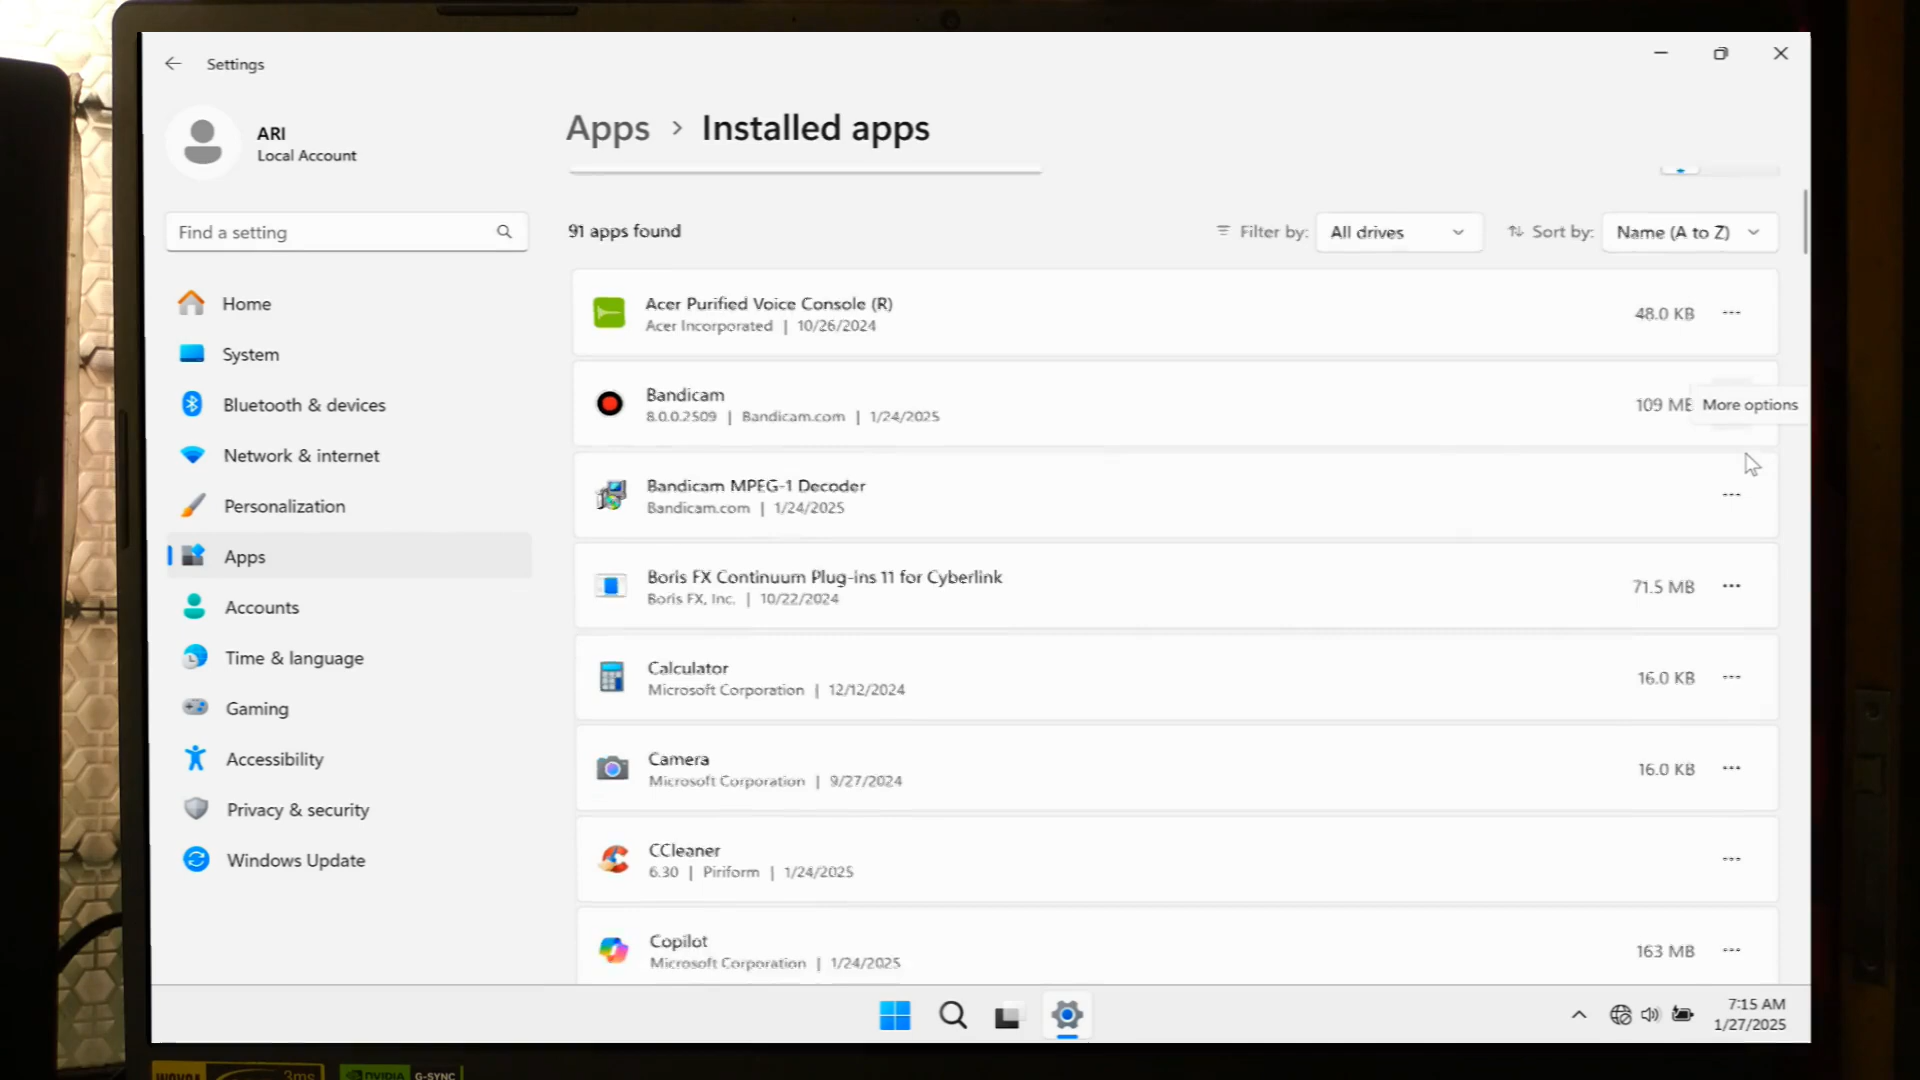 Settings
ARI
Local Account
Find a setting
Home
System
Bluetooth & devices
Network & internet
Personalization
Apps
Accounts
Time & language
Gaming
Accessibility
Privacy & security
Windows Update
Apps > Installed apps
91 apps found
Filter by: All drives
Sort by: Name (A to Z)
Acer Purified Voice Console (R)
Acer Incorporated | 10/26/2024
48.0 KB
Bandicam
8.0.0.2509 | Bandicam.com | 1/24/2025
109 MB
More options
Bandicam MPEG-1 Decoder
Bandicam.com | 1/24/2025
Boris FX Continuum Plug-ins 11 for Cyberlink
Boris FX, Inc. | 10/22/2024
71.5 MB
Calculator
Microsoft Corporation | 12/12/2024
16.0 KB
Camera
Microsoft Corporation | 9/27/2024
16.0 KB
CCleaner
6.30 | Piriform | 1/24/2025
Copilot
Microsoft Corporation | 1/24/2025
163 MB
7:15 AM
1/27/2025
3ms
NVIDIA G-SYNC